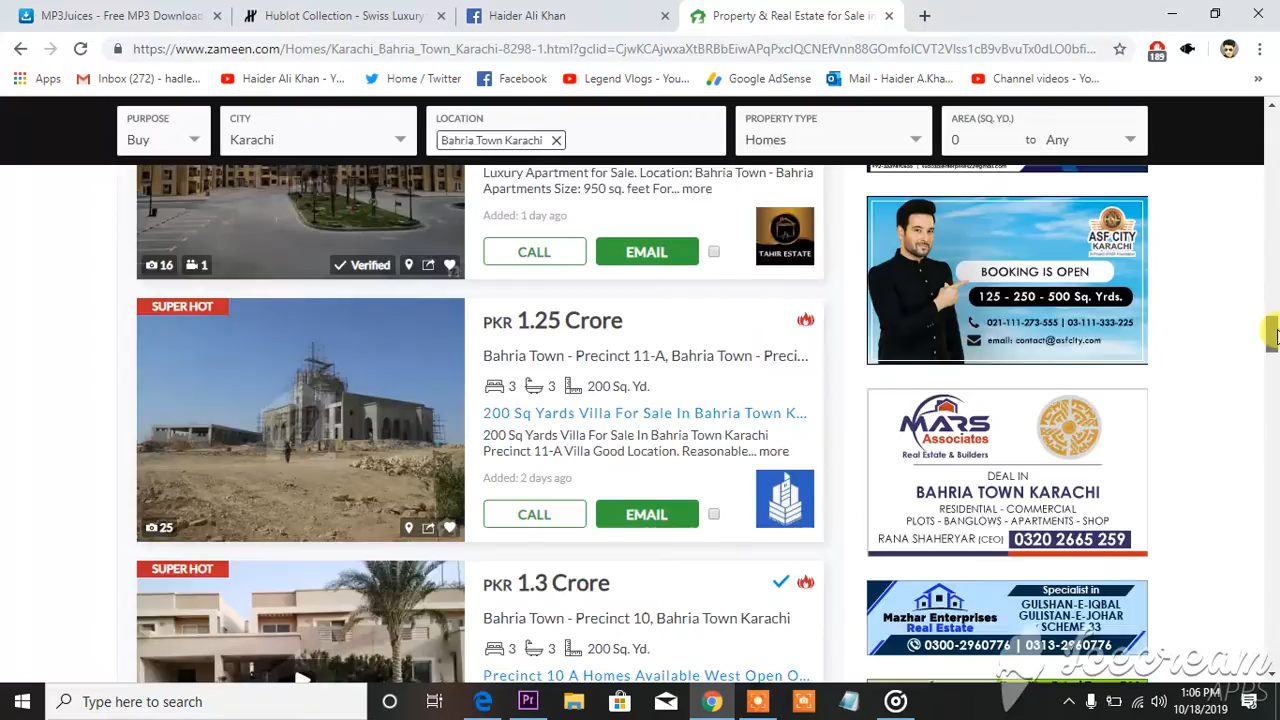 MP3Juices - Free MP3 Download
Hublot Collection - Swiss Luxury
Haider Ali Khan
Property & Real Estate for Sale in
https://www.zameen.com/Homes/Karachi_Bahria_Town_Karachi-8298-1.html?gclid=
189
Apps
Inbox (272) - hadle...
Haider Ali Khan - Y...
Home / Twitter
Facebook
Legend Vlogs - You...
Google AdSense
Mail - Haider A.Kha...
Channel videos - Yo...
»
PURPOSE
Buy
CITY
Karachi
LOCATION
Bahria Town Karachi
PROPERTY TYPE
Homes
AREA (SQ. YD.)
0 to Any
Luxury Apartment for Sale. Location: Bahria Town - Bahria
Apartments Size: 950 sq. feet For... more
Added: 1 day ago
CALL
EMAIL
TAHIR ESTATE
16
1
Verified
SUPER HOT
PKR 1.25 Crore
Bahria Town - Precinct 11-A, Bahria Town - Preci...
3 3 200 Sq. Yd.
200 Sq Yards Villa For Sale In Bahria Town K...
200 Sq Yards Villa For Sale In Bahria Town Karachi
Precinct 11-A Villa Good Location. Reasonable... more
Added: 2 days ago
CALL
EMAIL
25
SUPER HOT
PKR 1.3 Crore
Bahria Town - Precinct 10, Bahria Town Karachi
3 3 200 Sq. Yd.
Precinct 10 A Homes Available West Open O...
ASF CITY
KARACHI
BOOKING IS OPEN
125 - 250 - 500 Sq. Yrds.
021-111-273-555 | 03-111-333-225
email: contact@asfcity.com
MARS
Associates
Real Estate & Builders
DEAL IN
BAHRIA TOWN KARACHI
RESIDENTIAL - COMMERCIAL
PLOTS - BANGLOWS - APARTMENTS - SHOP
RANA SHAHERYAR (CEO) 0320 2665 259
Mazhar Enterprises
Real Estate
Specialist in
GULSHAN-E-IQBAL
GULISTAN-E-JOHAR
SCHEME 33
0300-2960776 | 0313-2960776
Icecream
APPS
Type here to search
1:06 PM
10/18/2019